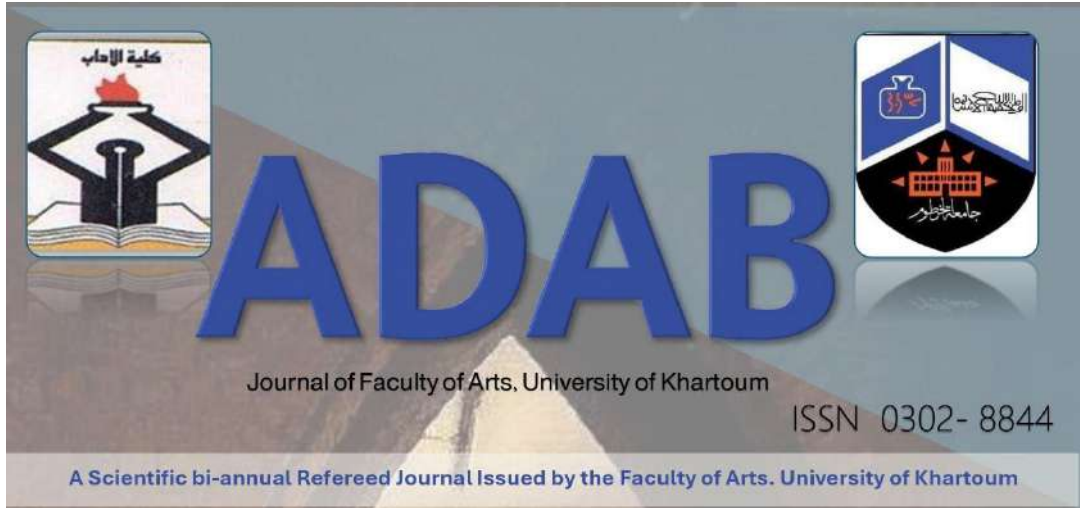 كلية الآداب
جامعة الخرطوم
ADAB
Journal of Faculty of Arts, University of Khartoum
ISSN 0302- 8844
A Scientific bi-annual Refereed Journal Issued by the Faculty of Arts. University of Khartoum